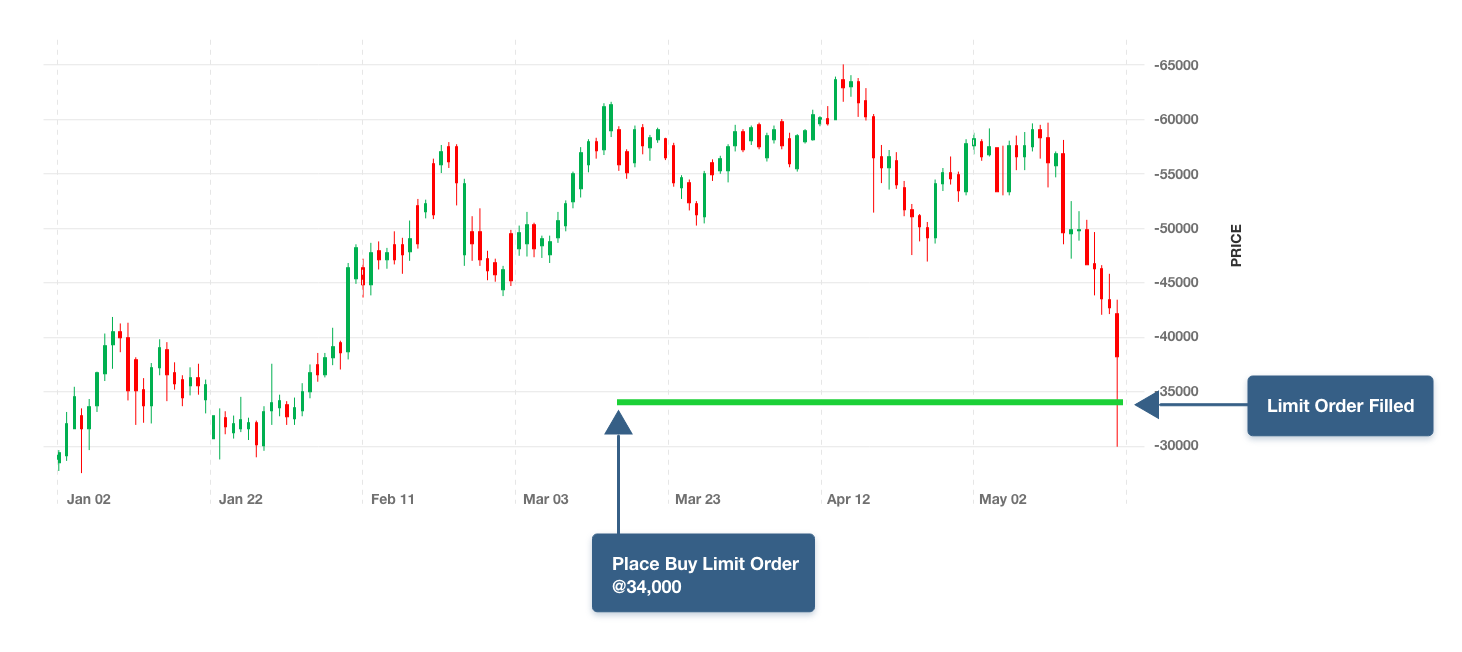 -65000
-60000
-55000
-50000
-45000
-40000
-35000
-30000
PRICE
Limit Order Filled
Jan 02
Jan 22
Feb 11
Mar 03
Mar 23
Apr 12
May 02
Place Buy Limit Order
@34,000